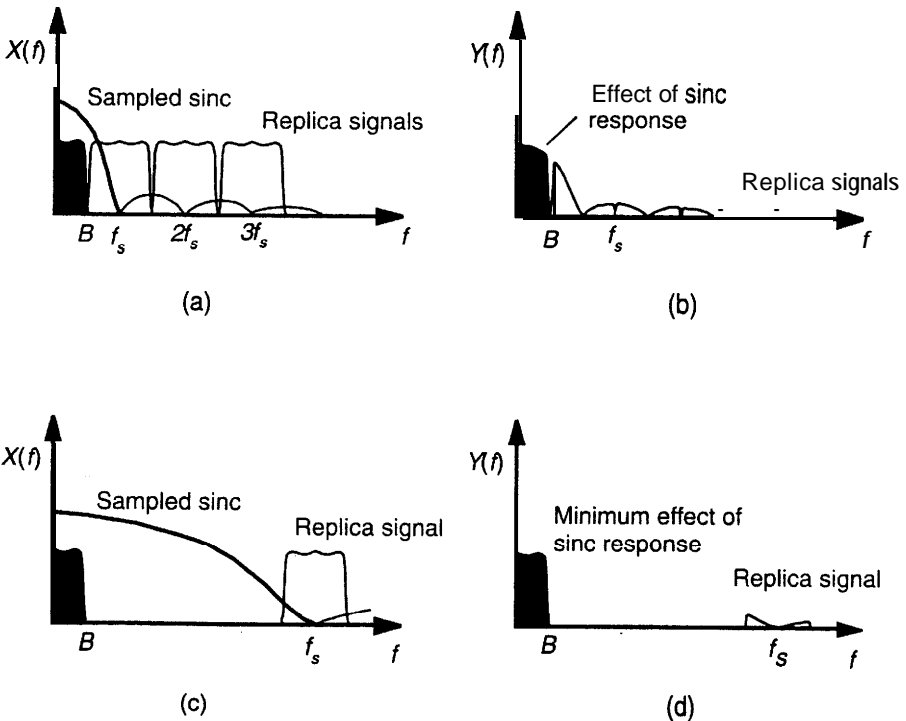 X(f)
Sampled sinc
Replica signals
B
f_s
2f_s
3f_s
f
(a)
Y(f)
Effect of sinc
response
Replica signals
B
f_s
f
(b)
X(f)
Sampled sinc
Replica signal
B
f_s
f
(c)
Y(f)
Minimum effect of
sinc response
Replica signal
B
f_s
f
(d)